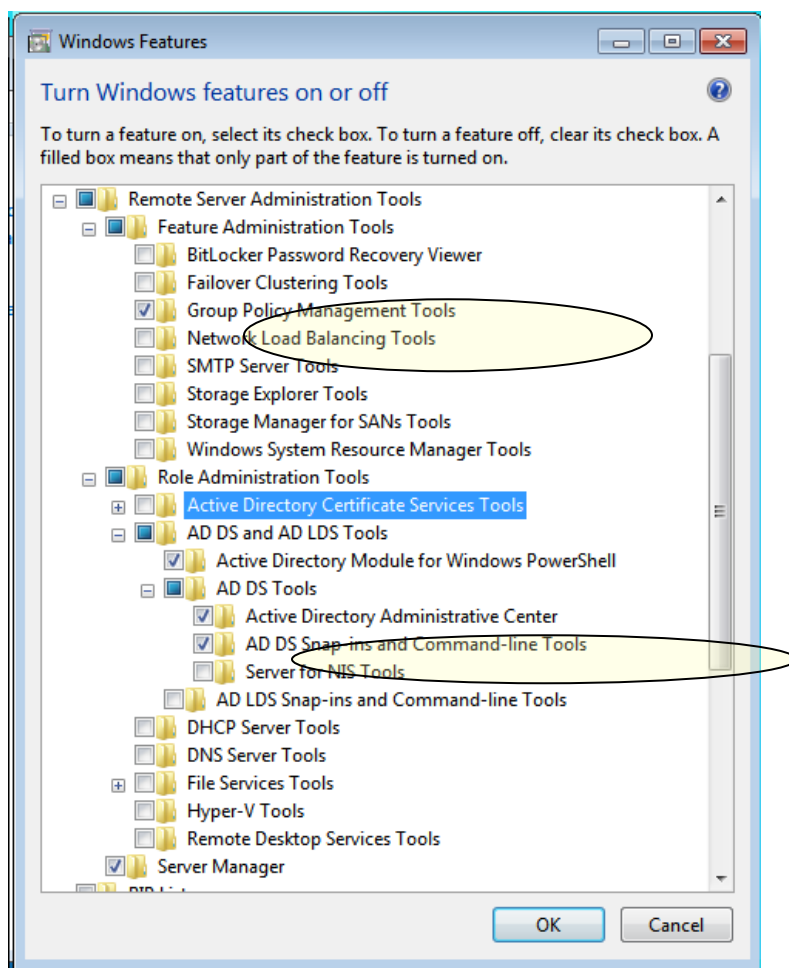 Windows Features
Turn Windows features on or off
To turn a feature on, select its check box. To turn a feature off, clear its check box. A
filled box means that only part of the feature is turned on.
Remote Server Administration Tools
Feature Administration Tools
BitLocker Password Recovery Viewer
Failover Clustering Tools
Group Policy Management Tools
Network Load Balancing Tools
SMTP Server Tools
Storage Explorer Tools
Storage Manager for SANs Tools
Windows System Resource Manager Tools
Role Administration Tools
Active Directory Certificate Services Tools
AD DS and AD LDS Tools
Active Directory Module for Windows PowerShell
AD DS Tools
Active Directory Administrative Center
AD DS Snap-ins and Command-line Tools
Server for NIS Tools
AD LDS Snap-ins and Command-line Tools
DHCP Server Tools
DNS Server Tools
File Services Tools
Hyper-V Tools
Remote Desktop Services Tools
Server Manager
OK Cancel